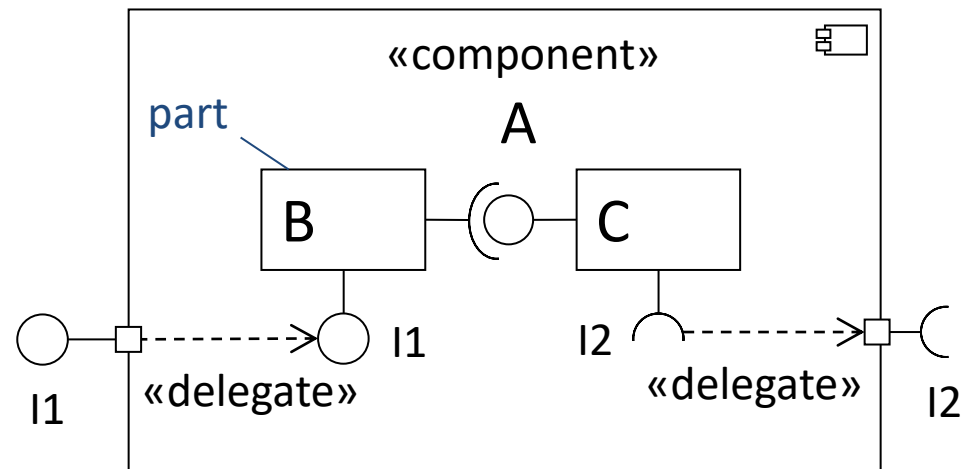 «component»
A
part
B
C
I1
I2
I1
«delegate»
«delegate»
I2